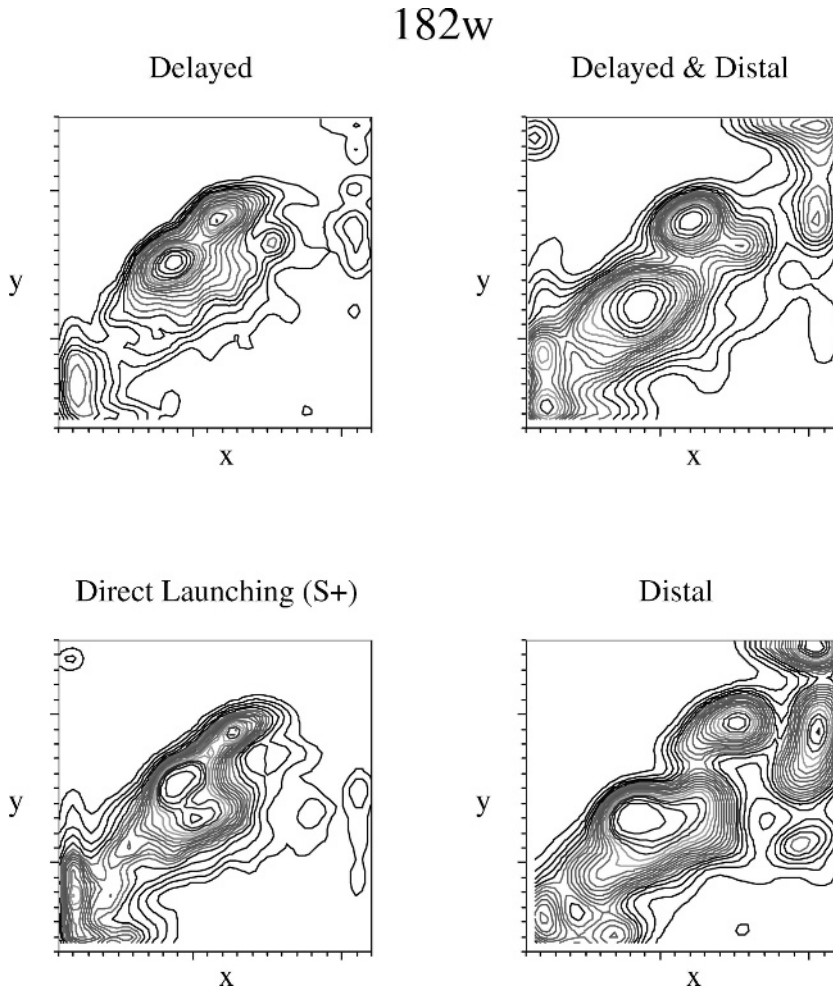 182w
Delayed
Delayed & Distal
y
y
x
x
Direct Launching (S+)
Distal
y
y
x
x